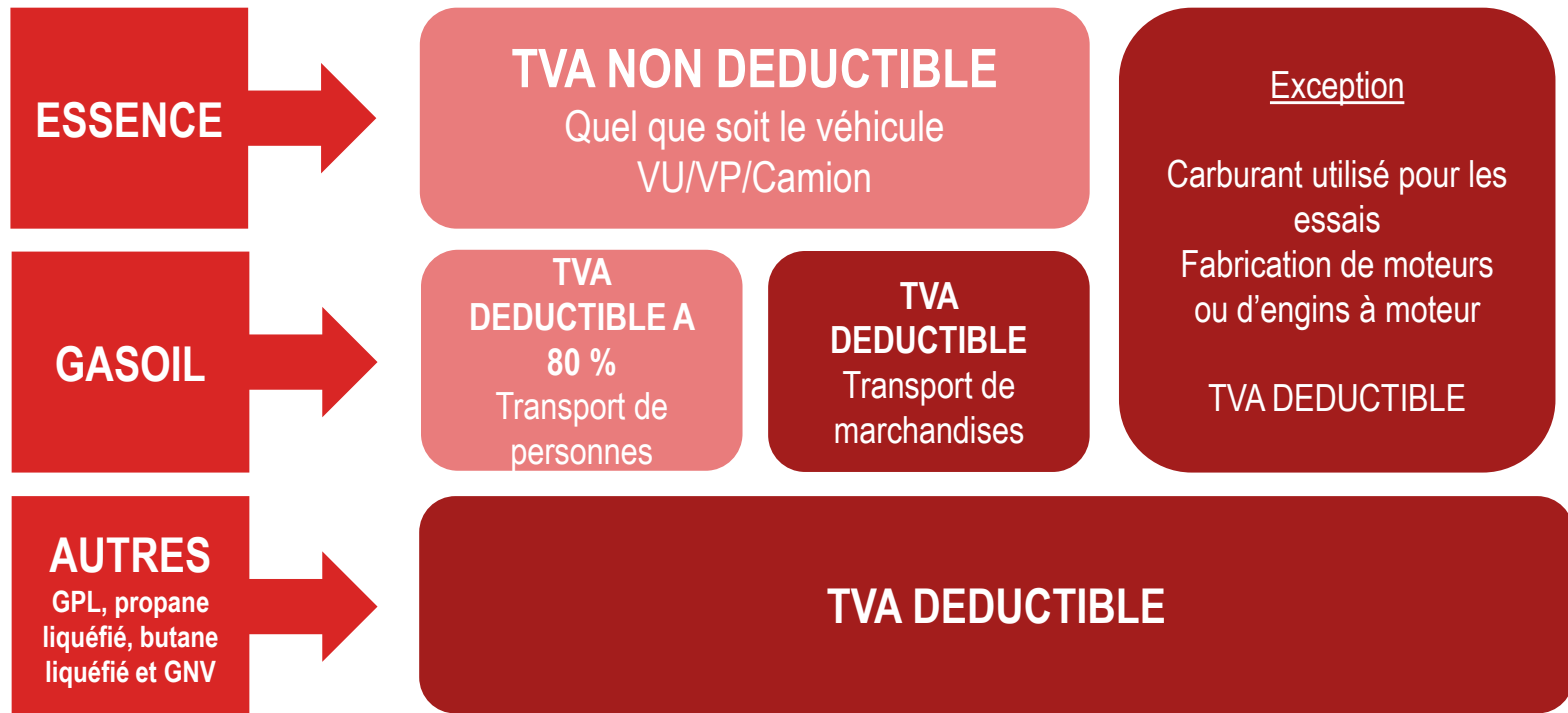 ESSENCE
TVA NON DEDUCTIBLE
Quel que soit le véhicule
VU/VP/Camion
Exception
Carburant utilisé pour les
essais
Fabrication de moteurs
ou d’engins à moteur
TVA DEDUCTIBLE
GASOIL
TVA
DEDUCTIBLE A
80 %
Transport de
personnes
TVA
DEDUCTIBLE
Transport de
marchandises
AUTRES
GPL, propane
liquéfié, butane
liquéfié et GNV
TVA DEDUCTIBLE